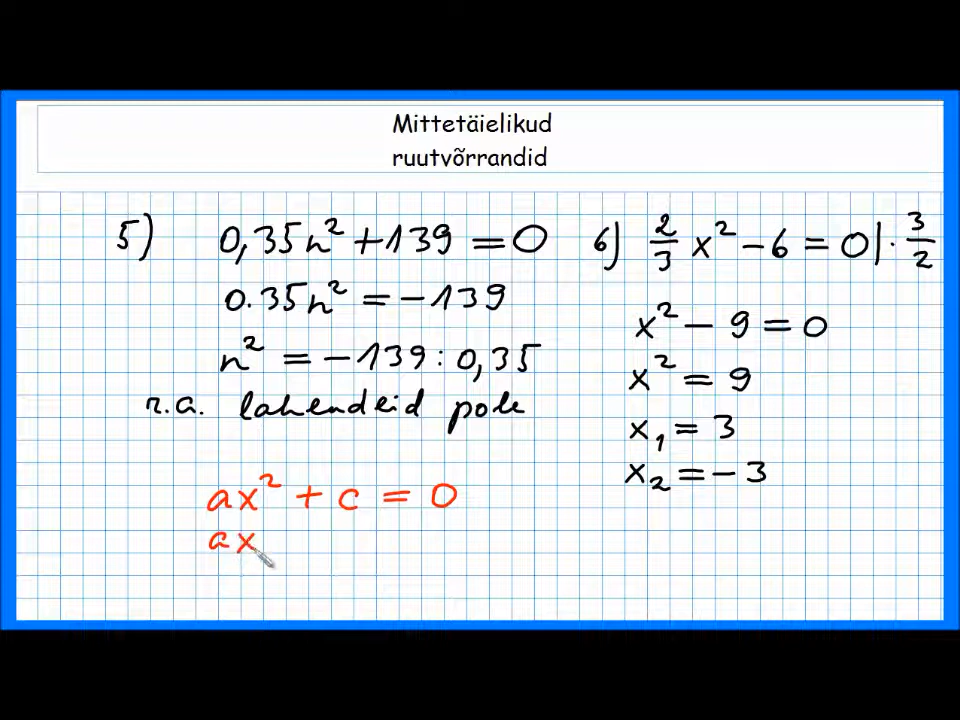 Mittetäielikud
ruutvõrrandid
5) 0,35n² + 139 = 0
0.35n² = -139
n² = -139 : 0,35
r.a. lahendeid pole
ax² + c = 0
ax
6) 2/3 x² - 6 = 0 | · 3/2
x² - 9 = 0
x² = 9
x₁ = 3
x₂ = -3